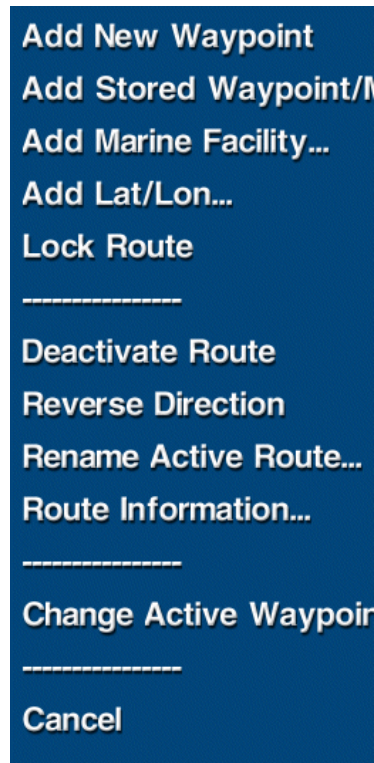 Add New Waypoint
Add Stored Waypoint/
Add Marine Facility...
Add Lat/Lon...
Lock Route
----------------
Deactivate Route
Reverse Direction
Rename Active Route...
Route Information...
----------------
Change Active Waypoin
----------------
Cancel